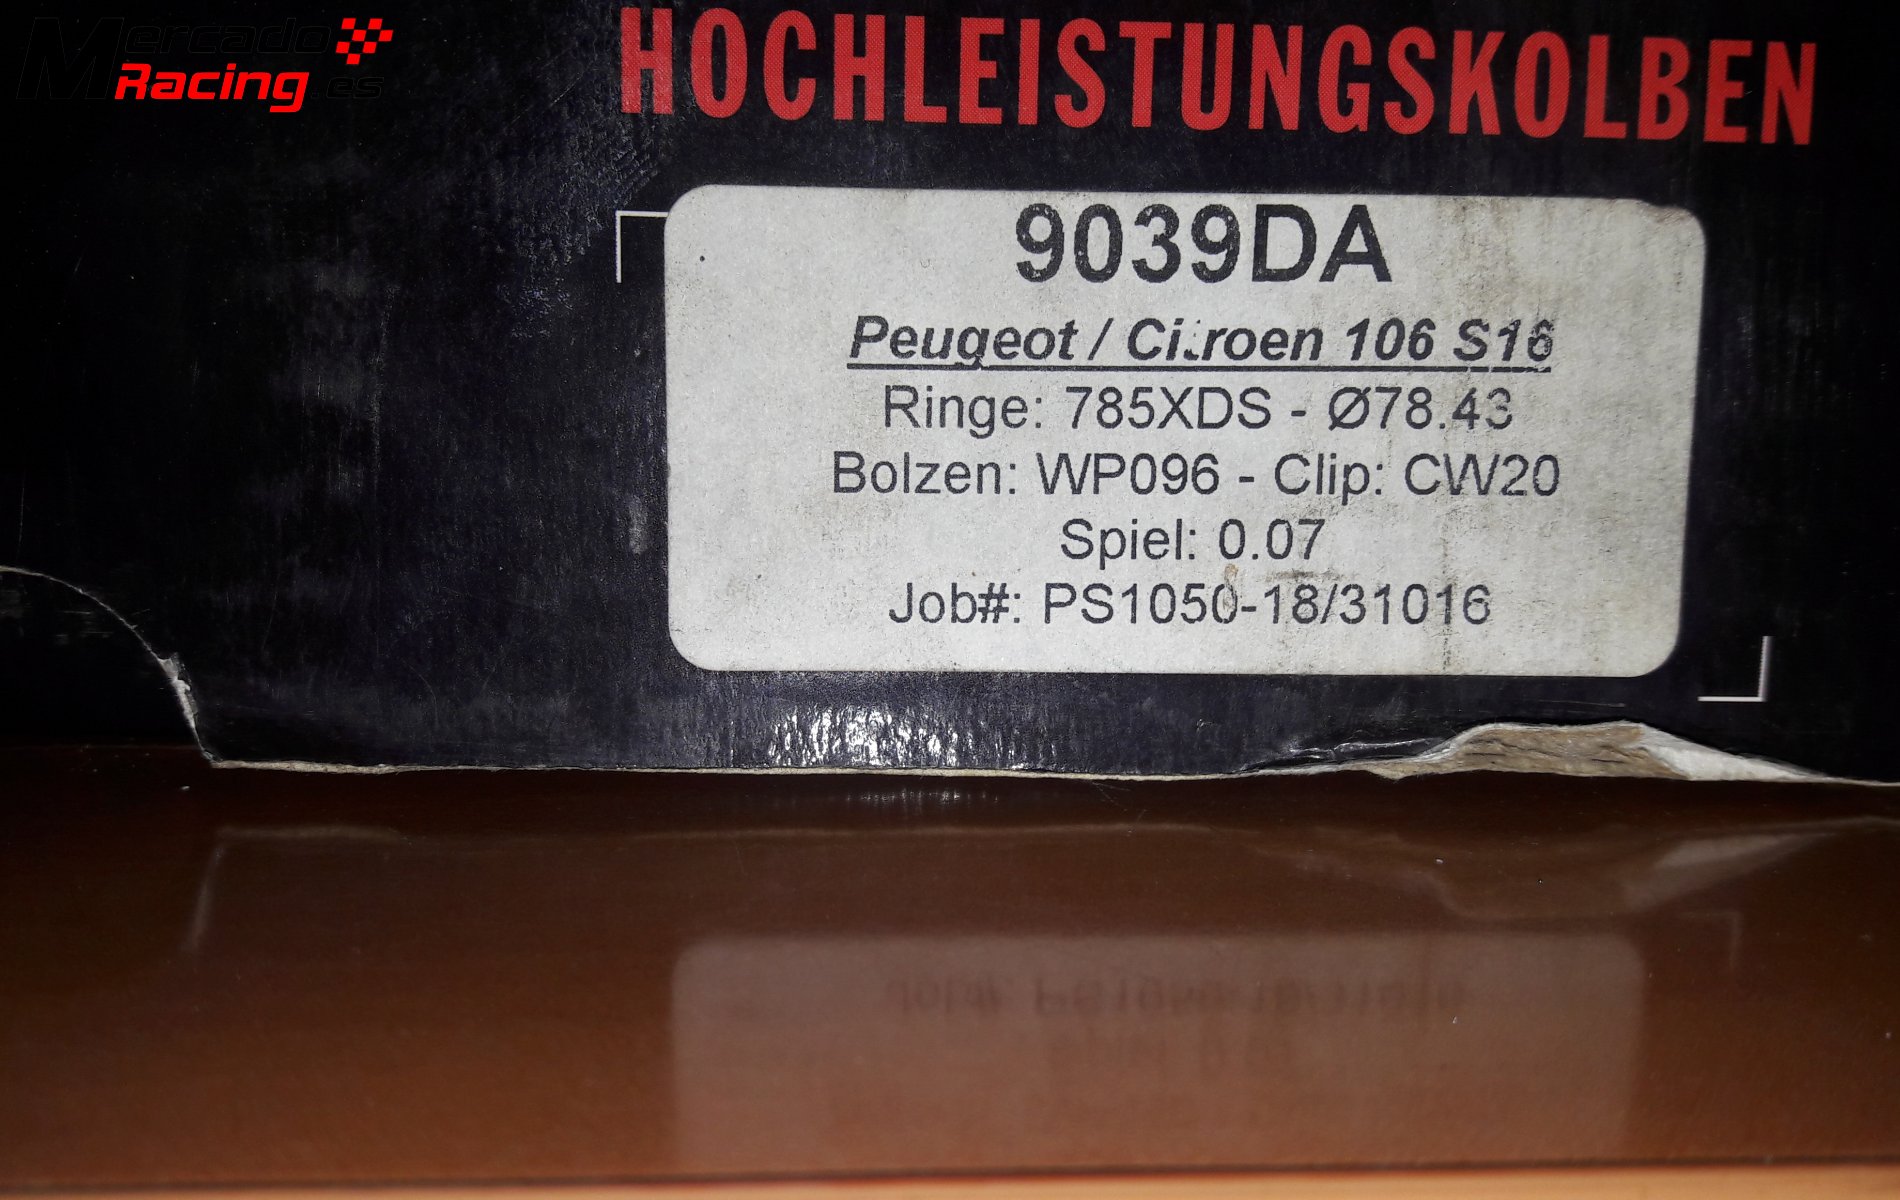 Mercado
Racing.es
HOCHLEISTUNGSKOLBEN
9039DA
Peugeot / Citroen 106 S16
Ringe: 785XDS - Ø78.43
Bolzen: WP096 - Clip: CW20
Spiel: 0.07
Job#: PS1050-18/31016